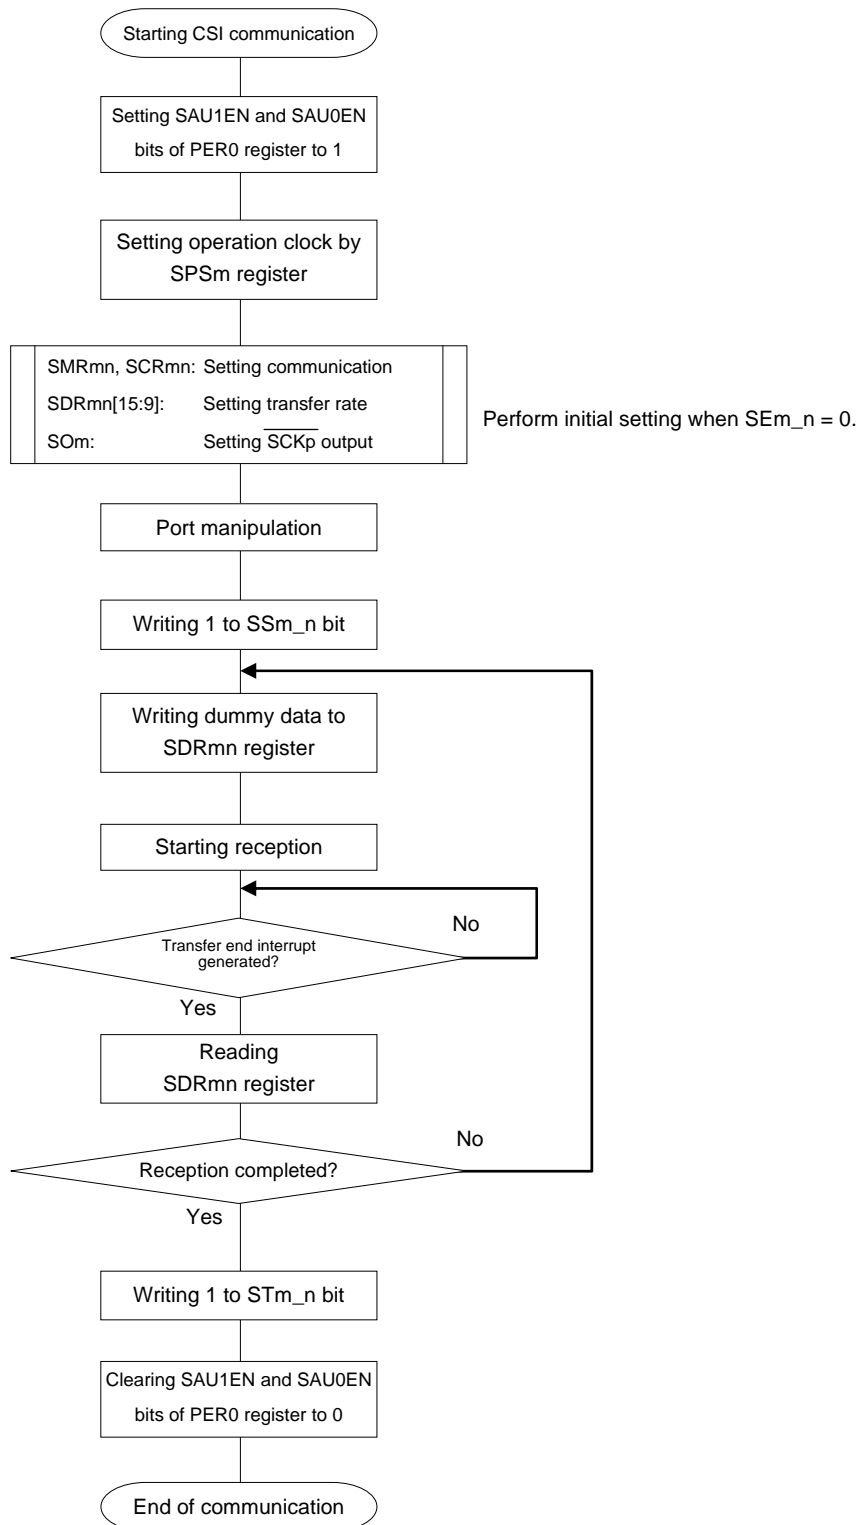 Starting CSI communication
Setting SAU1EN and SAU0EN
bits of PER0 register to 1
Setting operation clock by
SPSm register
SMRmn, SCRmn: Setting communication
SDRmn[15:9]: Setting transfer rate
SOm: Setting SCKp output
Perform initial setting when SEm_n = 0.
Port manipulation
Writing 1 to SSm_n bit
Writing dummy data to
SDRmn register
Starting reception
No
Transfer end interrupt
generated?
Yes
Reading
SDRmn register
No
Reception completed?
Yes
Writing 1 to STm_n bit
Clearing SAU1EN and SAU0EN
bits of PER0 register to 0
End of communication